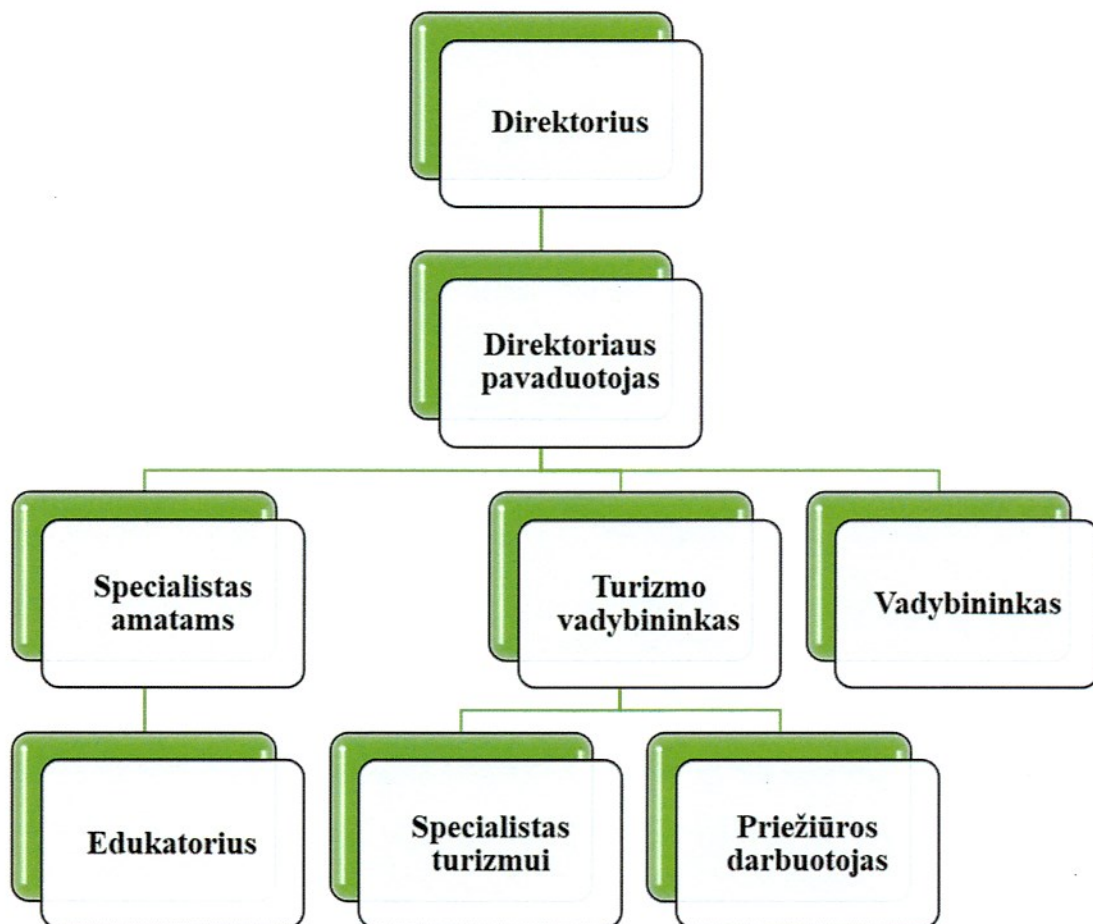 Direktorius
Direktoriaus
pavaduotojas
Specialistas
amatams
Turizmo
vadybininkas
Vadybininkas
Edukatorius
Specialistas
turizmui
Priežiūros
darbuotojas